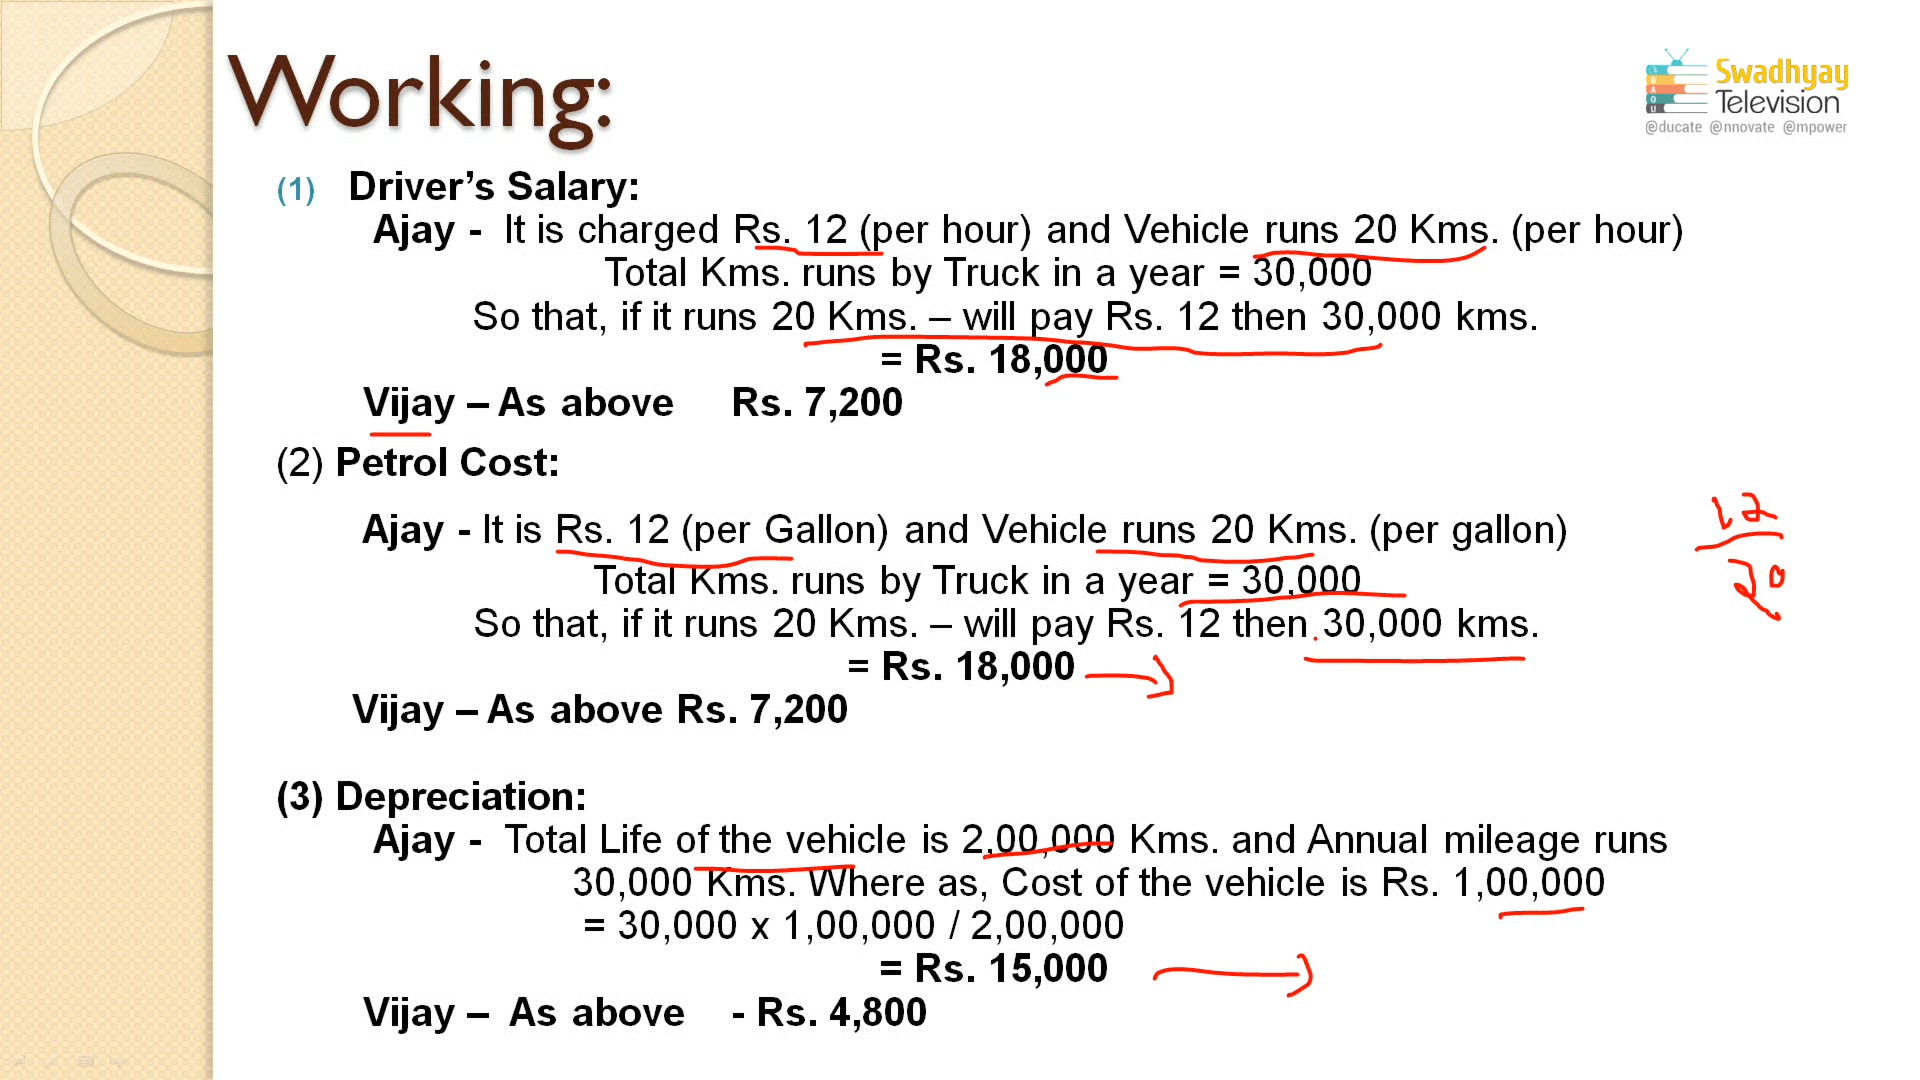 Working:
Swadhyay
Television
@ducate @nnovate @mpower
(1) Driver's Salary:
Ajay - It is charged Rs. 12 (per hour) and Vehicle runs 20 Kms. (per hour)
Total Kms. runs by Truck in a year = 30,000
So that, if it runs 20 Kms. – will pay Rs. 12 then 30,000 kms.
= Rs. 18,000
Vijay – As above Rs. 7,200
(2) Petrol Cost:
Ajay - It is Rs. 12 (per Gallon) and Vehicle runs 20 Kms. (per gallon)
Total Kms. runs by Truck in a year = 30,000
So that, if it runs 20 Kms. – will pay Rs. 12 then 30,000 kms.
= Rs. 18,000
Vijay – As above Rs. 7,200
12
20
(3) Depreciation:
Ajay - Total Life of the vehicle is 2,00,000 Kms. and Annual mileage runs
30,000 Kms. Where as, Cost of the vehicle is Rs. 1,00,000
= 30,000 x 1,00,000 / 2,00,000
= Rs. 15,000
Vijay – As above - Rs. 4,800